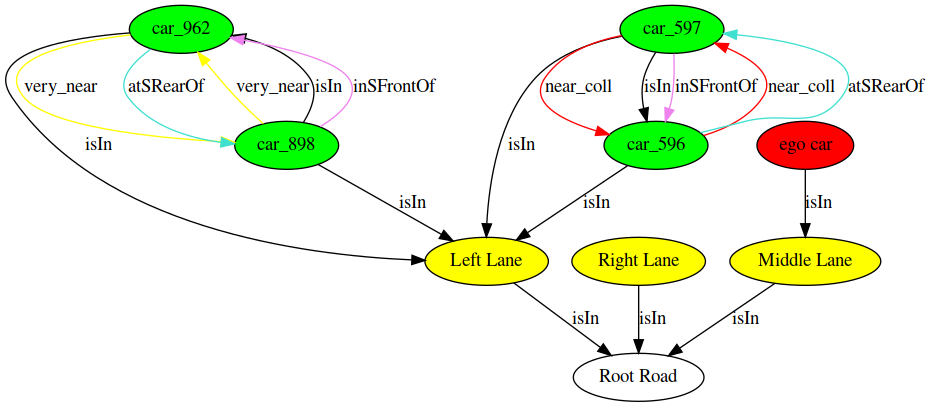 car_962
car_597
very_near
atSRearOf
very_near
isIn
inSFrontOf
near_coll
isIn
inSFrontOf
near_coll
atSRearOf
isIn
car_898
isIn
car_596
ego car
isIn
isIn
isIn
Left Lane
Right Lane
Middle Lane
isIn
isIn
isIn
Root Road